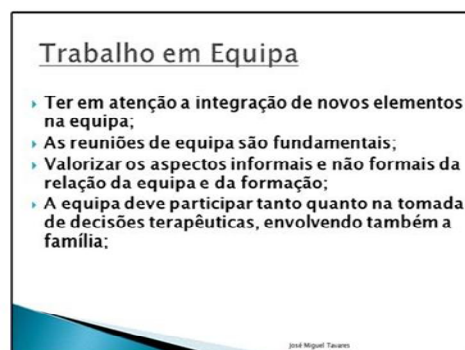 Trabalho em Equipa
Ter em atenção a integração de novos elementos
na equipa;
As reuniões de equipa são fundamentais;
Valorizar os aspectos informais e não formais da
relação da equipa e da formação;
A equipa deve participar tanto quanto na tomada
de decisões terapêuticas, envolvendo também a
família;
José Miguel Tavares